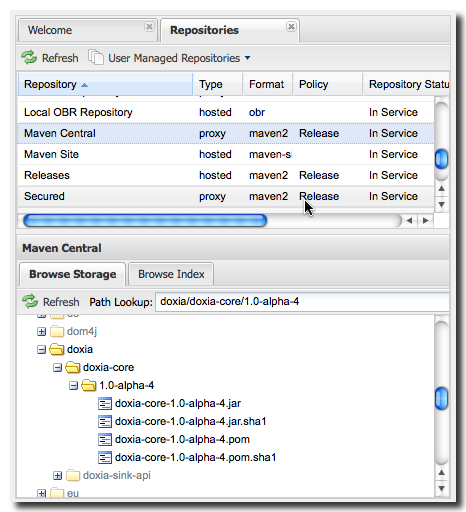 Welcome Repositories
Refresh User Managed Repositories
Repository Type Format Policy Repository Statu
Local OBR Repository hosted obr In Service
Maven Central proxy maven2 Release In Service
Maven Site hosted maven-si In Service
Releases hosted maven2 Release In Service
Secured proxy maven2 Release In Service
Maven Central
Browse Storage Browse Index
Refresh Path Lookup: doxia/doxia-core/1.0-alpha-4
dom4j
doxia
doxia-core
1.0-alpha-4
doxia-core-1.0-alpha-4.jar
doxia-core-1.0-alpha-4.jar.sha1
doxia-core-1.0-alpha-4.pom
doxia-core-1.0-alpha-4.pom.sha1
doxia-sink-api
eu